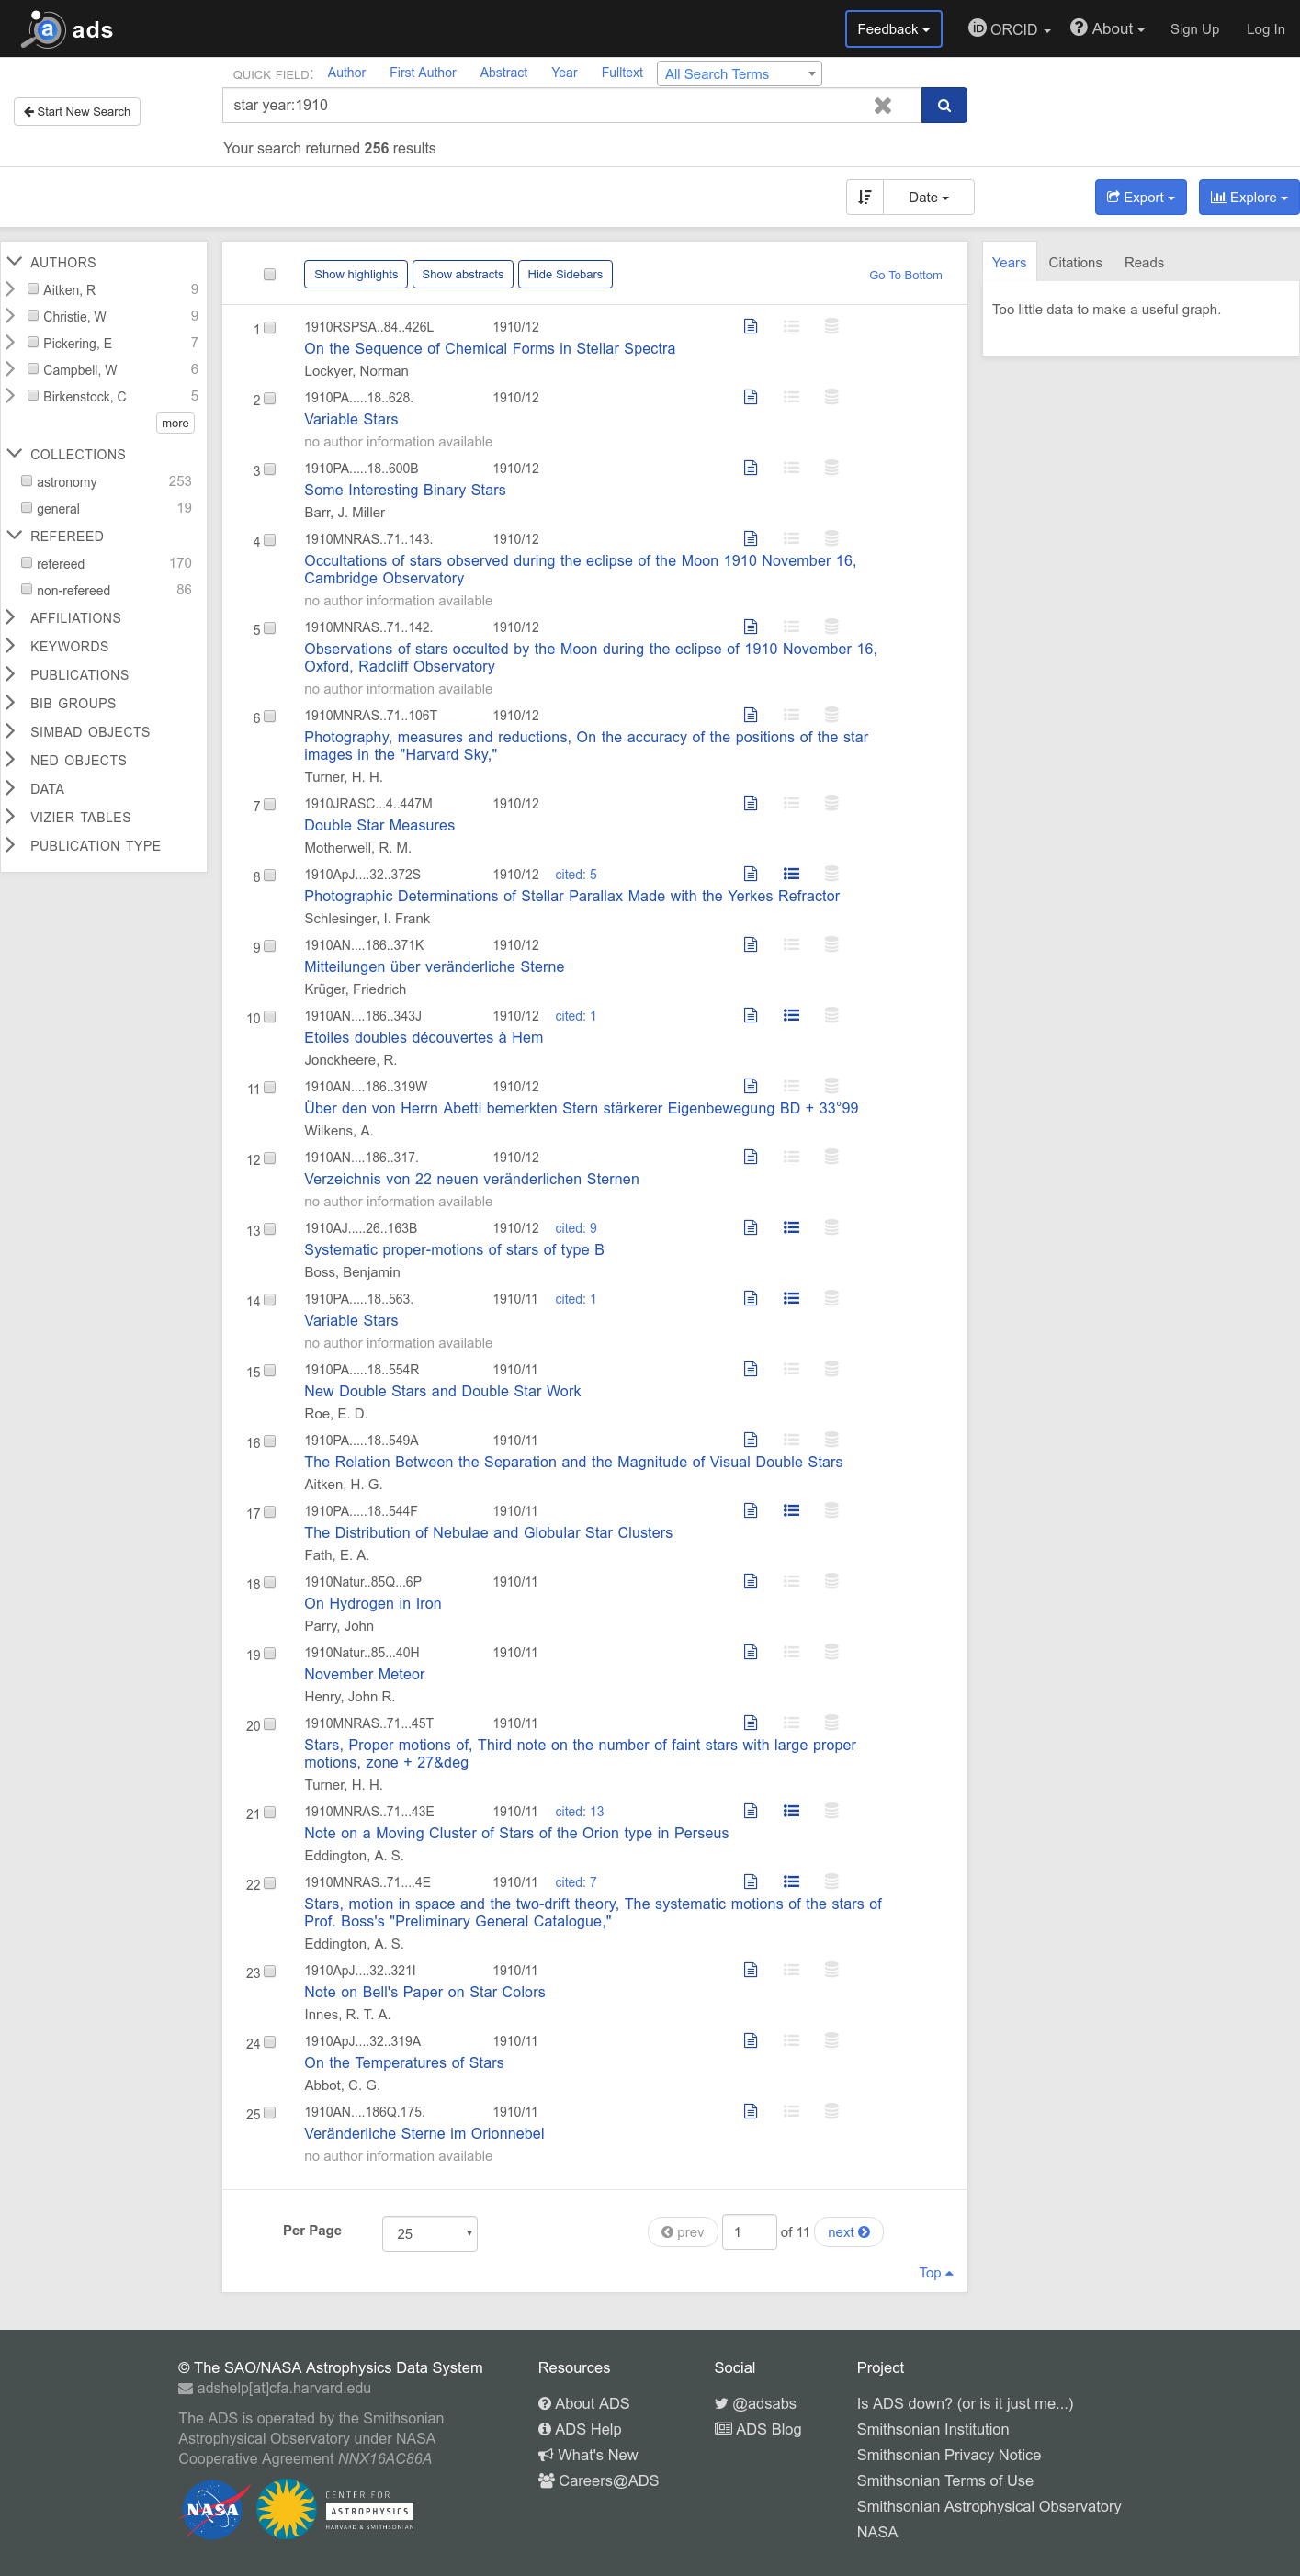 a ads
Feedback
iD ORCID
About
Sign Up
Log In
QUICK FIELD: Author First Author Abstract Year Fulltext All Search Terms
Start New Search
star year:1910
Your search returned 256 results
Date
Export
Explore
AUTHORS
Aitken, R 9
Christie, W 9
Pickering, E 7
Campbell, W 6
Birkenstock, C 5
more
COLLECTIONS
astronomy 253
general 19
REFEREED
refereed 170
non-refereed 86
AFFILIATIONS
KEYWORDS
PUBLICATIONS
BIB GROUPS
SIMBAD OBJECTS
NED OBJECTS
DATA
VIZIER TABLES
PUBLICATION TYPE
Show highlights Show abstracts Hide Sidebars Go To Bottom
1 1910RSPSA..84..426L 1910/12
On the Sequence of Chemical Forms in Stellar Spectra
Lockyer, Norman
2 1910PA.....18..628. 1910/12
Variable Stars
no author information available
3 1910PA.....18..600B 1910/12
Some Interesting Binary Stars
Barr, J. Miller
4 1910MNRAS..71..143. 1910/12
Occultations of stars observed during the eclipse of the Moon 1910 November 16,
Cambridge Observatory
no author information available
5 1910MNRAS..71..142. 1910/12
Observations of stars occulted by the Moon during the eclipse of 1910 November 16,
Oxford, Radcliff Observatory
no author information available
6 1910MNRAS..71..106T 1910/12
Photography, measures and reductions, On the accuracy of the positions of the star
images in the "Harvard Sky,"
Turner, H. H.
7 1910JRASC...4..447M 1910/12
Double Star Measures
Motherwell, R. M.
8 1910ApJ....32..372S 1910/12 cited: 5
Photographic Determinations of Stellar Parallax Made with the Yerkes Refractor
Schlesinger, I. Frank
9 1910AN....186..371K 1910/12
Mitteilungen über veränderliche Sterne
Krüger, Friedrich
10 1910AN....186..343J 1910/12 cited: 1
Etoiles doubles découvertes à Hem
Jonckheere, R.
11 1910AN....186..319W 1910/12
Über den von Herrn Abetti bemerkten Stern stärkerer Eigenbewegung BD + 33°99
Wilkens, A.
12 1910AN....186..317. 1910/12
Verzeichnis von 22 neuen veränderlichen Sternen
no author information available
13 1910AJ.....26..163B 1910/12 cited: 9
Systematic proper-motions of stars of type B
Boss, Benjamin
14 1910PA.....18..563. 1910/11 cited: 1
Variable Stars
no author information available
15 1910PA.....18..554R 1910/11
New Double Stars and Double Star Work
Roe, E. D.
16 1910PA.....18..549A 1910/11
The Relation Between the Separation and the Magnitude of Visual Double Stars
Aitken, H. G.
17 1910PA.....18..544F 1910/11
The Distribution of Nebulae and Globular Star Clusters
Fath, E. A.
18 1910Natur..85Q...6P 1910/11
On Hydrogen in Iron
Parry, John
19 1910Natur..85...40H 1910/11
November Meteor
Henry, John R.
20 1910MNRAS..71...45T 1910/11
Stars, Proper motions of, Third note on the number of faint stars with large proper
motions, zone + 27&deg
Turner, H. H.
21 1910MNRAS..71...43E 1910/11 cited: 13
Note on a Moving Cluster of Stars of the Orion type in Perseus
Eddington, A. S.
22 1910MNRAS..71....4E 1910/11 cited: 7
Stars, motion in space and the two-drift theory, The systematic motions of the stars of
Prof. Boss's "Preliminary General Catalogue,"
Eddington, A. S.
23 1910ApJ....32..321I 1910/11
Note on Bell's Paper on Star Colors
Innes, R. T. A.
24 1910ApJ....32..319A 1910/11
On the Temperatures of Stars
Abbot, C. G.
25 1910AN....186Q.175. 1910/11
Veränderliche Sterne im Orionnebel
no author information available
Per Page 25 prev 1 of 11 next
Top
Years Citations Reads
Too little data to make a useful graph.
© The SAO/NASA Astrophysics Data System
adshelp[at]cfa.harvard.edu
The ADS is operated by the Smithsonian
Astrophysical Observatory under NASA
Cooperative Agreement NNX16AC86A
NASA
CENTER FOR
ASTROPHYSICS
HARVARD & SMITHSONIAN
Resources
About ADS
ADS Help
What's New
Careers@ADS
Social
@adsabs
ADS Blog
Project
Is ADS down? (or is it just me...)
Smithsonian Institution
Smithsonian Privacy Notice
Smithsonian Terms of Use
Smithsonian Astrophysical Observatory
NASA